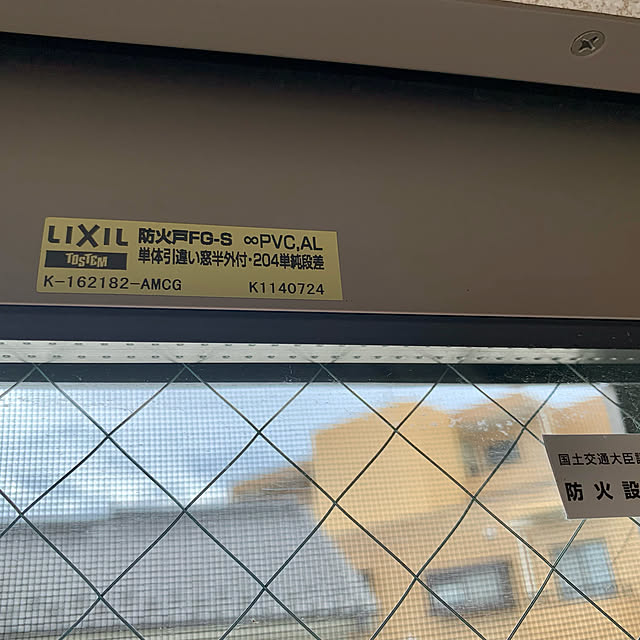 LIXIL 防火戸FG-S ∞PVC,AL
TOSTEM 単体引違い窓半外付・204単純段差
K-162182-AMCG K1140724
国土交通大臣
防火設